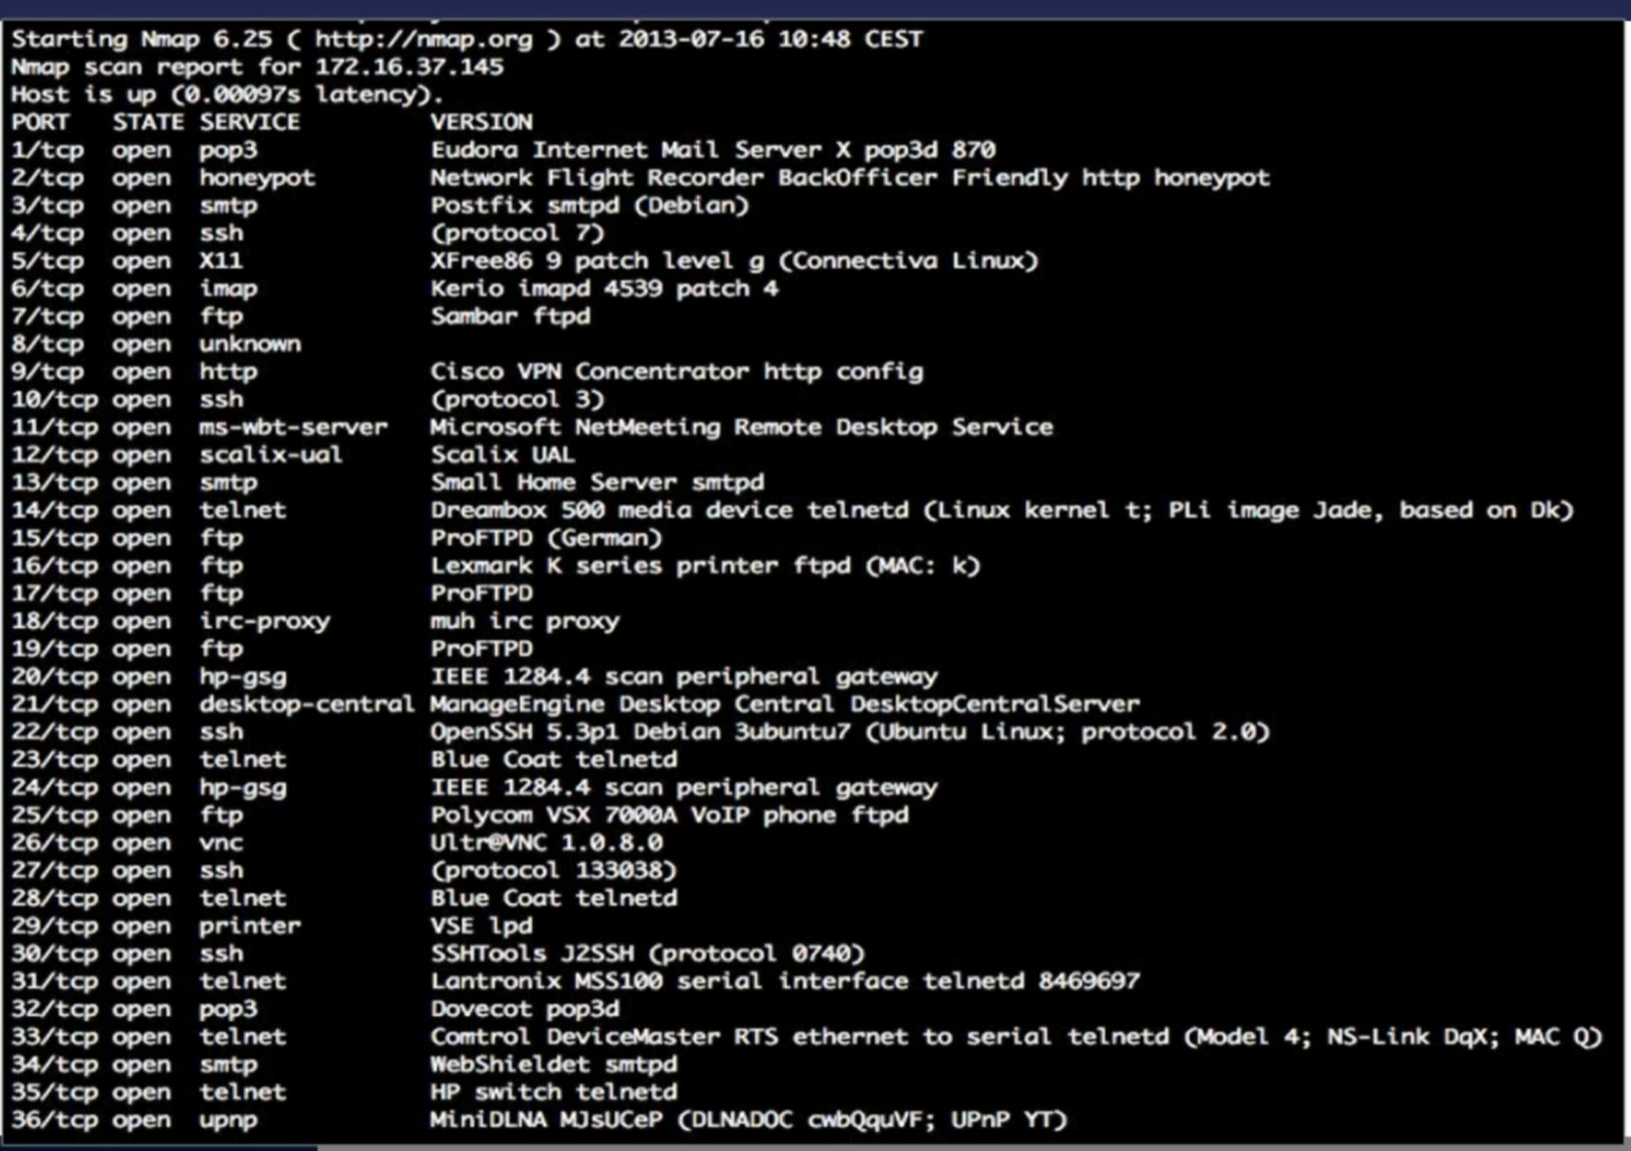 Starting Nmap 6.25 ( http://nmap.org ) at 2013-07-16 10:48 CEST
Nmap scan report for 172.16.37.145
Host is up (0.00097s latency).
PORT   STATE SERVICE         VERSION
1/tcp  open  pop3            Eudora Internet Mail Server X pop3d 870
2/tcp  open  honeypot        Network Flight Recorder BackOfficer Friendly http honeypot
3/tcp  open  smtp            Postfix smtpd (Debian)
4/tcp  open  ssh             (protocol 7)
5/tcp  open  X11             XFree86 9 patch level g (Connectiva Linux)
6/tcp  open  imap            Kerio imapd 4539 patch 4
7/tcp  open  ftp             Sambar ftpd
8/tcp  open  unknown
9/tcp  open  http            Cisco VPN Concentrator http config
10/tcp open  ssh             (protocol 3)
11/tcp open  ms-wbt-server   Microsoft NetMeeting Remote Desktop Service
12/tcp open  scalix-ual      Scalix UAL
13/tcp open  smtp            Small Home Server smtpd
14/tcp open  telnet          Dreambox 500 media device telnetd (Linux kernel t; PLi image Jade, based on Dk)
15/tcp open  ftp             ProFTPD (German)
16/tcp open  ftp             Lexmark K series printer ftpd (MAC: k)
17/tcp open  ftp             ProFTPD
18/tcp open  irc-proxy       muh irc proxy
19/tcp open  ftp             ProFTPD
20/tcp open  hp-gsg          IEEE 1284.4 scan peripheral gateway
21/tcp open  desktop-central ManageEngine Desktop Central DesktopCentralServer
22/tcp open  ssh             OpenSSH 5.3p1 Debian 3ubuntu7 (Ubuntu Linux; protocol 2.0)
23/tcp open  telnet          Blue Coat telnetd
24/tcp open  hp-gsg          IEEE 1284.4 scan peripheral gateway
25/tcp open  ftp             Polycom VSX 7000A VoIP phone ftpd
26/tcp open  vnc             Ultr@VNC 1.0.8.0
27/tcp open  ssh             (protocol 133038)
28/tcp open  telnet          Blue Coat telnetd
29/tcp open  printer         VSE lpd
30/tcp open  ssh             SSHTools J2SSH (protocol 0740)
31/tcp open  telnet          Lantronix MSS100 serial interface telnetd 8469697
32/tcp open  pop3            Dovecot pop3d
33/tcp open  telnet          Comtrol DeviceMaster RTS ethernet to serial telnetd (Model 4; NS-Link DqX; MAC Q)
34/tcp open  smtp            WebShieldet smtpd
35/tcp open  telnet          HP switch telnetd
36/tcp open  upnp            MiniDLNA MJsUCeP (DLNADOC cwbQquVF; UPnP YT)